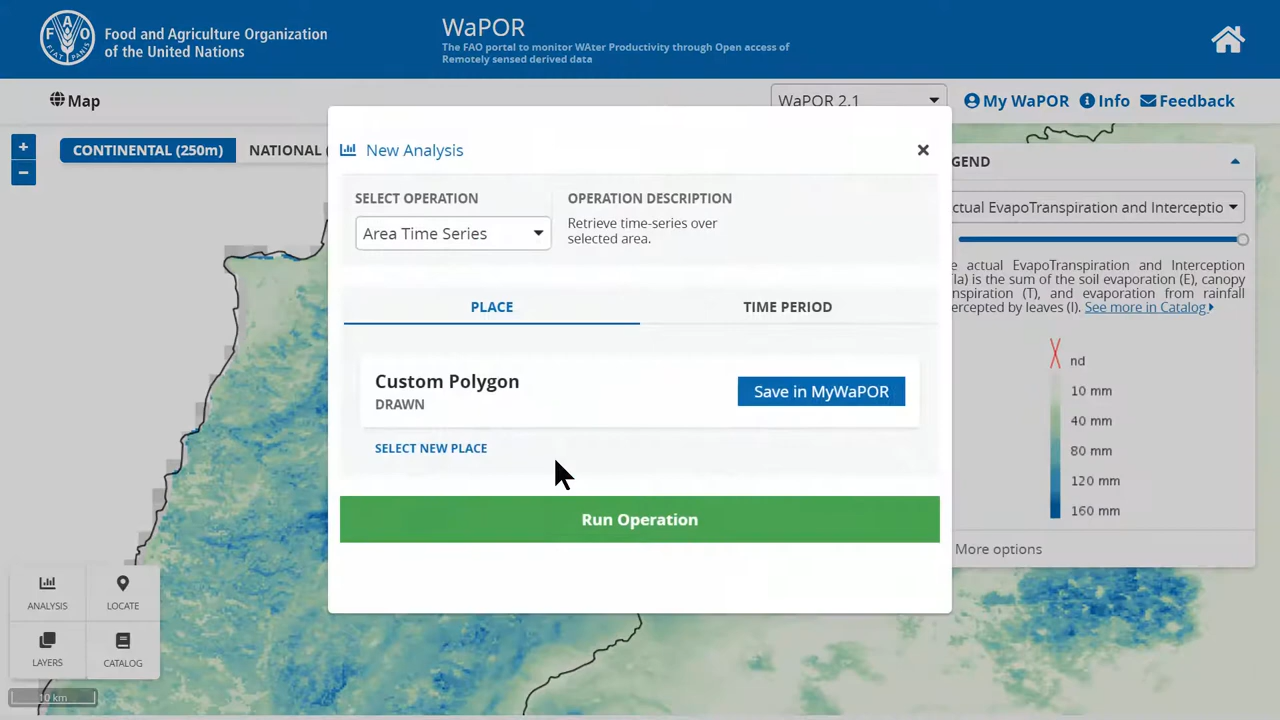 Food and Agriculture Organization
of the United Nations
WaPOR
The FAO portal to monitor WAter Productivity through Open access of
Remotely sensed derived data
Map
WaPOR 2.1
My WaPOR
Info
Feedback
+
−
CONTINENTAL (250m)
NATIONAL (
New Analysis
SELECT OPERATION
Area Time Series
OPERATION DESCRIPTION
Retrieve time-series over
selected area.
PLACE
TIME PERIOD
Custom Polygon
DRAWN
Save in MyWaPOR
SELECT NEW PLACE
Run Operation
GEND
ctual EvapoTranspiration and Interceptio
e actual EvapoTranspiration and Interception
Ia) is the sum of the soil evaporation (E), canopy
nspiration (T), and evaporation from rainfall
ercepted by leaves (I). See more in Catalog
nd
10 mm
40 mm
80 mm
120 mm
160 mm
More options
ANALYSIS
LOCATE
LAYERS
CATALOG
10 km